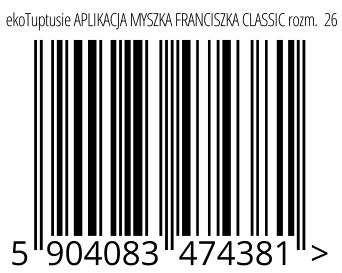 ekoTuptusie APLIKACJA MYSZKA FRANCISZKA CLASSIC rozm. 26
5 904083 474381 >